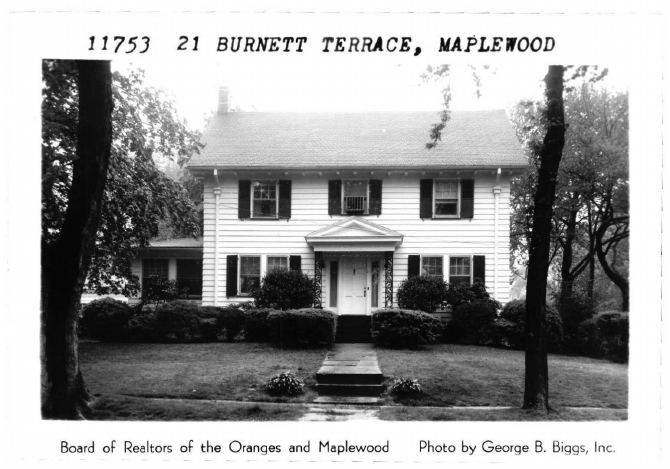 11753 21 BURNETT TERRACE, MAPLEWOOD
Board of Realtors of the Oranges and Maplewood Photo by George B. Biggs, Inc.